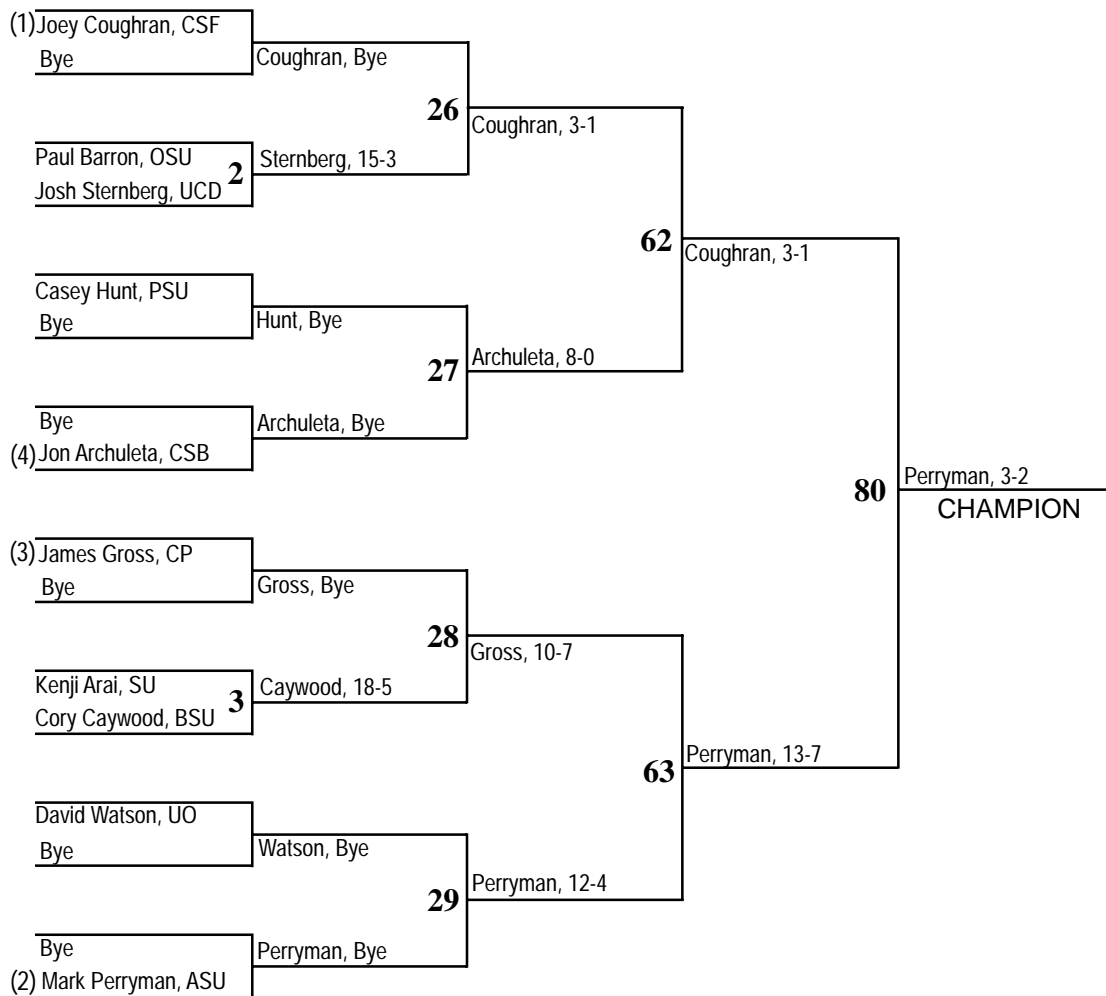 (1) Joey Coughran, CSF
Bye
Coughran, Bye
26
Coughran, 3-1
Paul Barron, OSU
Josh Sternberg, UCD
2
Sternberg, 15-3
62
Coughran, 3-1
Casey Hunt, PSU
Bye
Hunt, Bye
27
Archuleta, 8-0
Bye
(4) Jon Archuleta, CSB
Archuleta, Bye
80
Perryman, 3-2
CHAMPION
(3) James Gross, CP
Bye
Gross, Bye
28
Gross, 10-7
Kenji Arai, SU
Cory Caywood, BSU
3
Caywood, 18-5
63
Perryman, 13-7
David Watson, UO
Bye
Watson, Bye
29
Perryman, 12-4
Bye
(2) Mark Perryman, ASU
Perryman, Bye